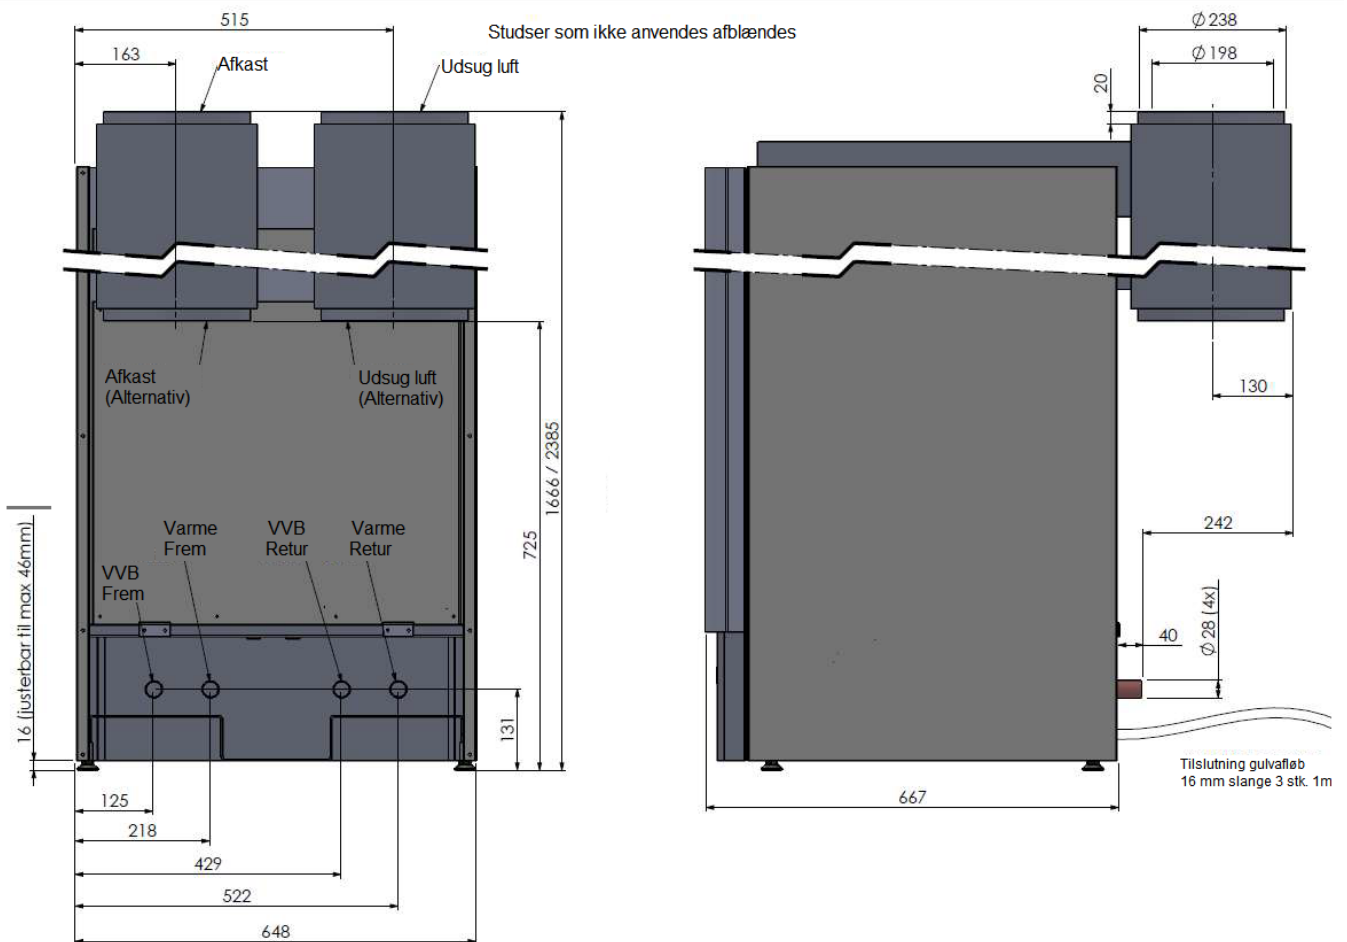 515
Studser som ikke anvendes afblændes
163
Afkast
Udsug luft
Ø 238
Ø 198
20
Afkast
(Alternativ)
Udsug luft
(Alternativ)
130
1666 / 2385
725
242
16 (justerbar til max 46mm)
Varme
Frem
VVB
Retur
Varme
Retur
VVB
Frem
131
40
Ø 28 (4x)
Tilslutning gulvafløb
16 mm slange 3 stk. 1m
125
218
429
522
648
667